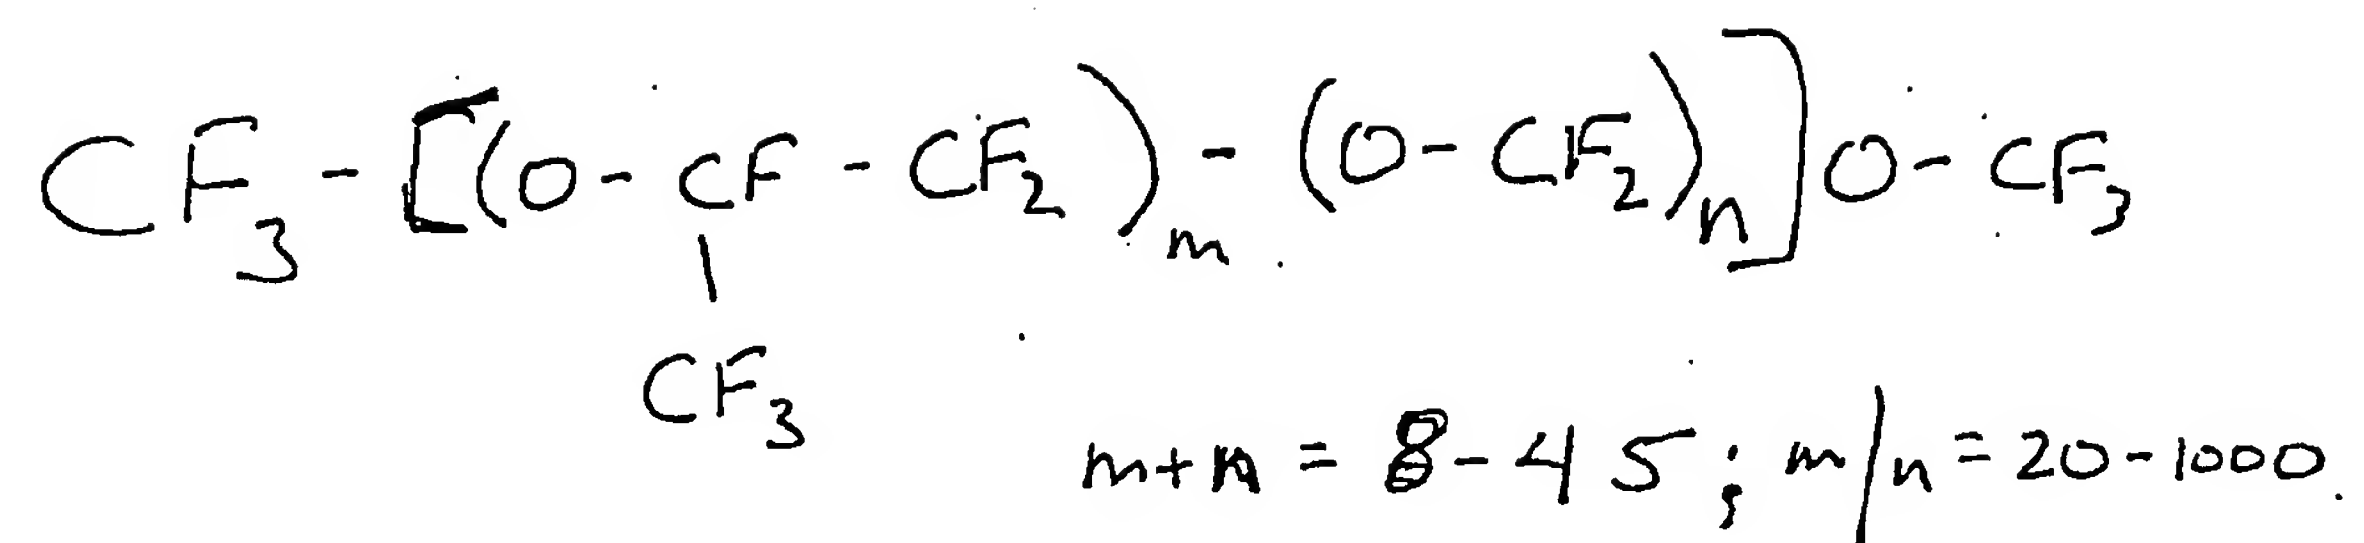 CF3-[(O-CF-CF2)m-(O-CF2)n]O-CF3
|
CF3
m+n=8-45; m/n=20-1000.